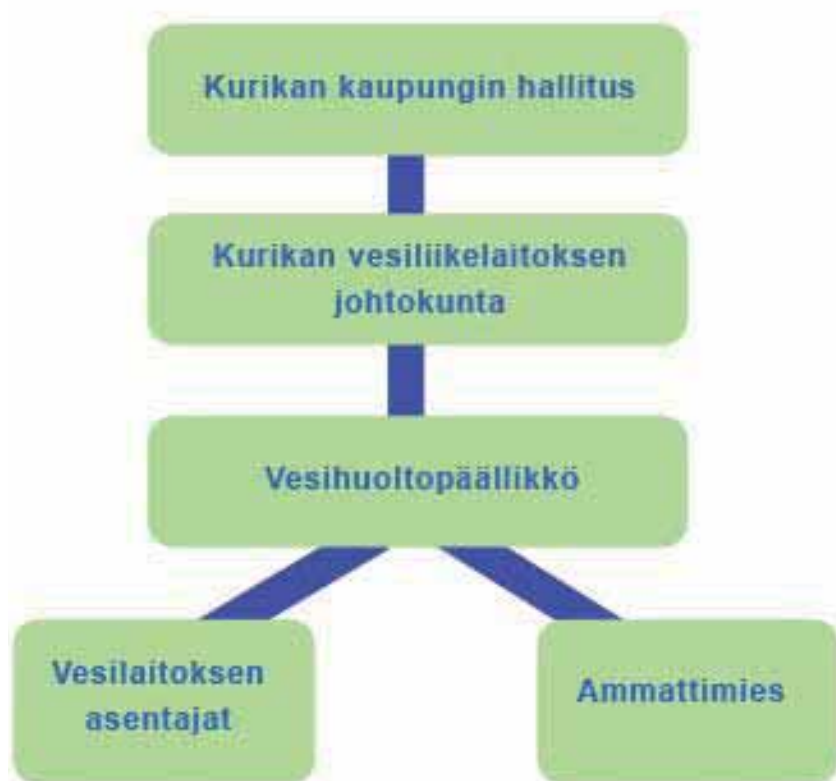 Kurikan kaupungin hallitus
Kurikan vesiliikelaitoksen
johtokunta
Vesihuoltopäällikkö
Vesilaitoksen
asentajat
Ammattimies